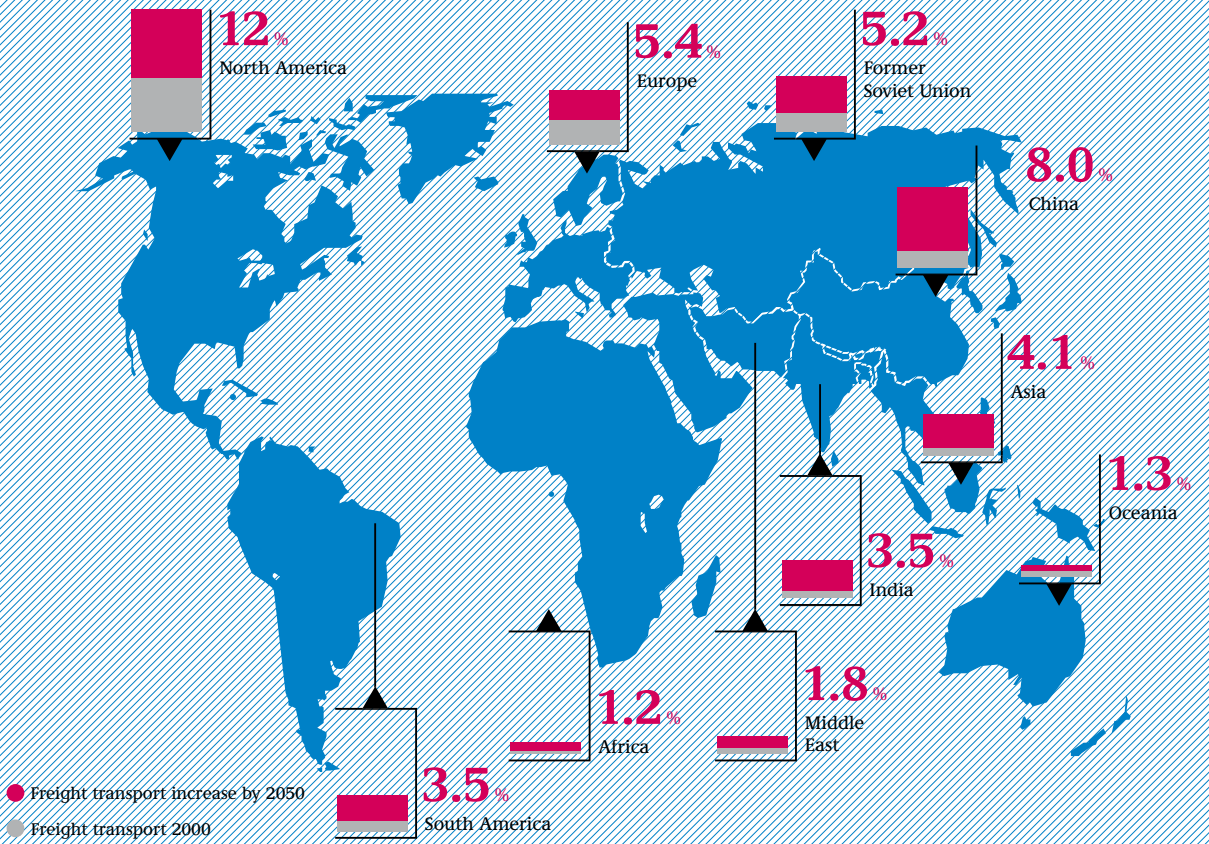 12 %
North America
5.4 %
Europe
5.2 %
Former
Soviet Union
8.0 %
China
4.1 %
Asia
1.3 %
Oceania
3.5 %
India
1.8 %
Middle
East
1.2 %
Africa
3.5 %
South America
Freight transport increase by 2050
Freight transport 2000